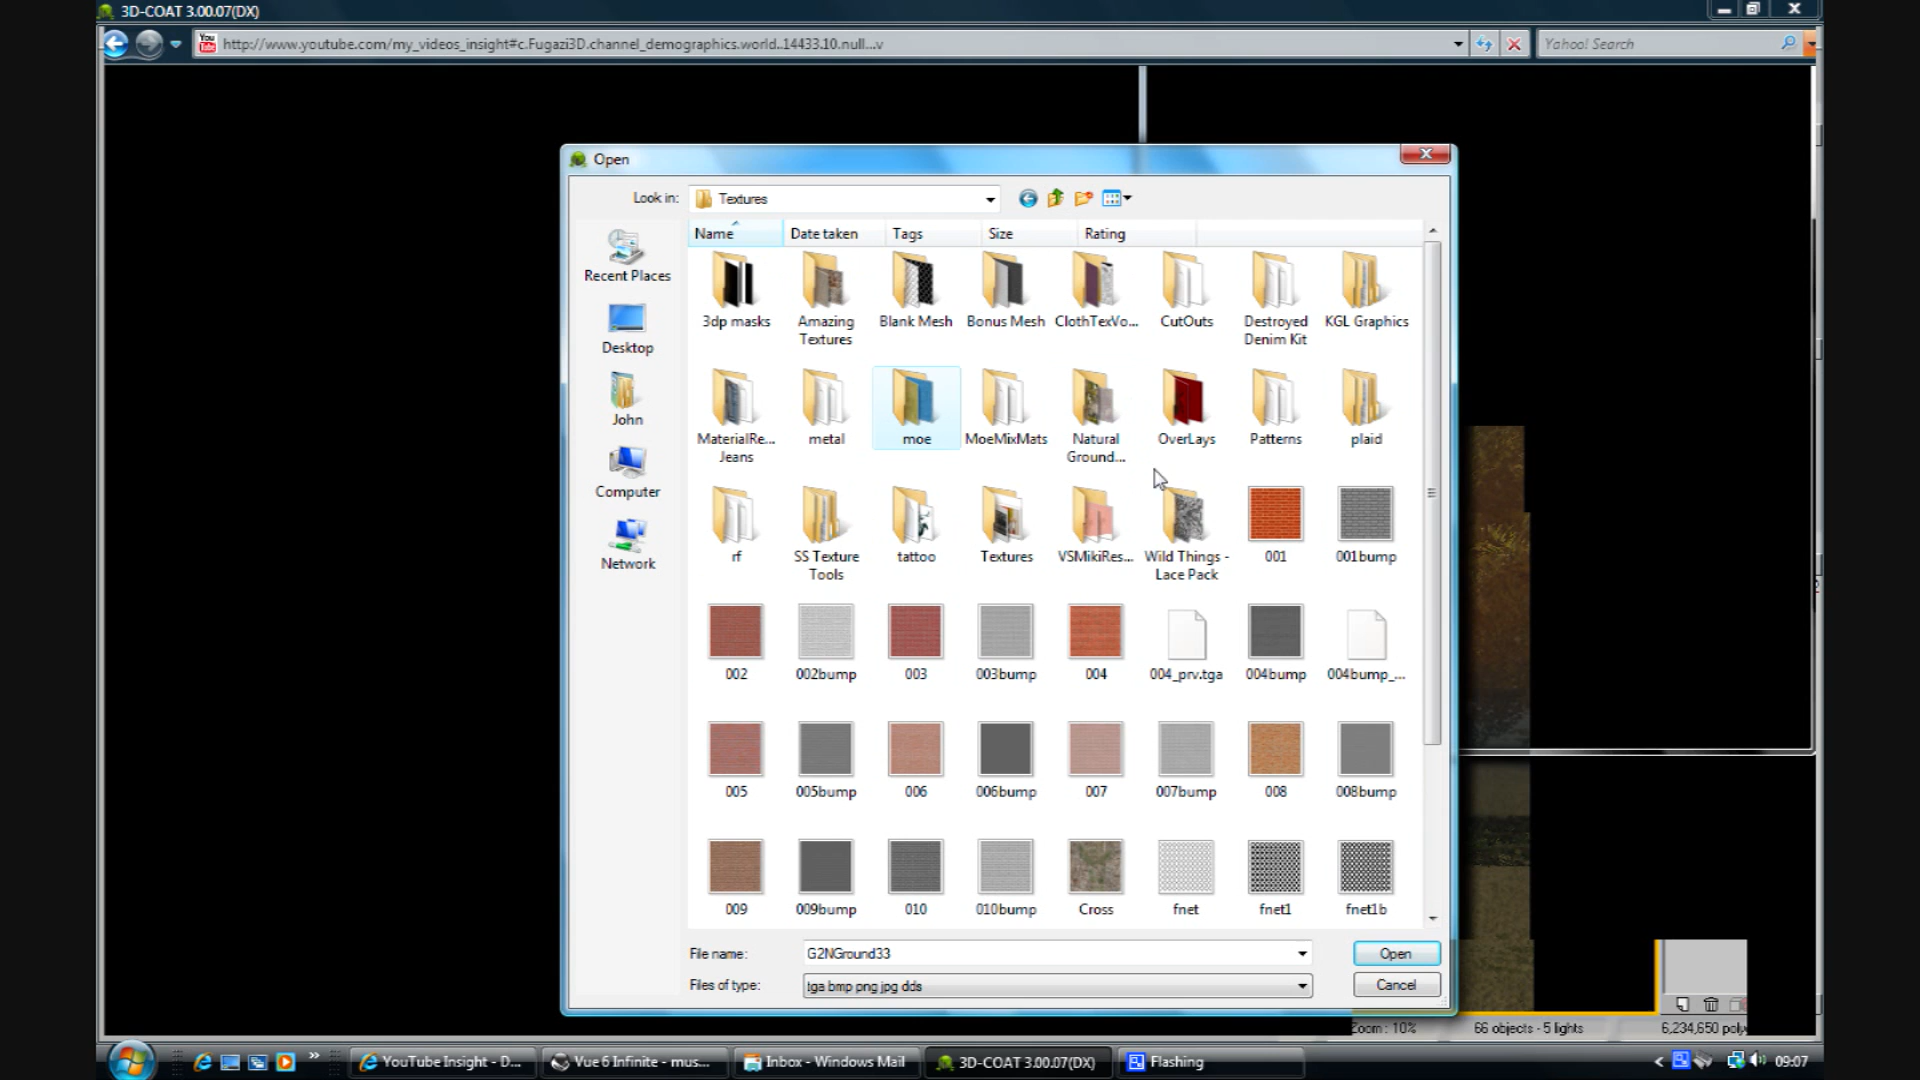 3D-COAT 3.00.07(DX)
http://www.youtube.com/my_videos_insight#c.Fugazi3D.channel_demographics.world..14433.10.null...v
Yahoo! Search
Open
Look in:
Textures
Name
Date taken
Tags
Size
Rating
Recent Places
Desktop
John
Computer
Network
3dp masks
Amazing
Textures
Blank Mesh
Bonus Mesh
ClothTexVo...
CutOuts
Destroyed
Denim Kit
KGL Graphics
MaterialRe...
Jeans
metal
moe
MoeMixMats
Natural
Ground...
OverLays
Patterns
plaid
rf
SS Texture
Tools
tattoo
Textures
VSMikiRes...
Wild Things -
Lace Pack
001
001bump
002
002bump
003
003bump
004
004_prv.tga
004bump
004bump_...
005
005bump
006
006bump
007
007bump
008
008bump
009
009bump
010
010bump
Cross
fnet
fnet1
fnet1b
File name:
G2NGround33
Open
Files of type:
tga bmp png jpg dds
Cancel
Zoom : 10%
66 objects - 5 lights
6,234,650 poly
YouTube Insight - D...
Vue 6 Infinite - mus...
Inbox - Windows Mail
3D-COAT 3.00.07(DX)
Flashing
09:07